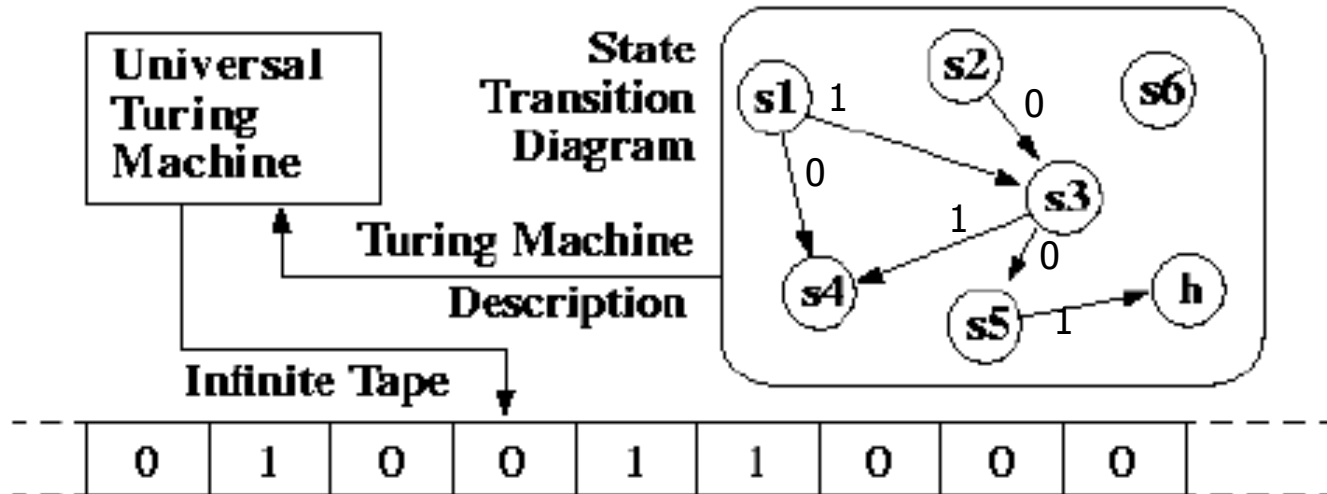 Universal
Turing
Machine
State
Transition
Diagram
s1
1
s2
0
s6
0
s3
1
0
s4
s5
1
h
Turing Machine
Description
Infinite Tape
0 1 0 0 1 1 0 0 0